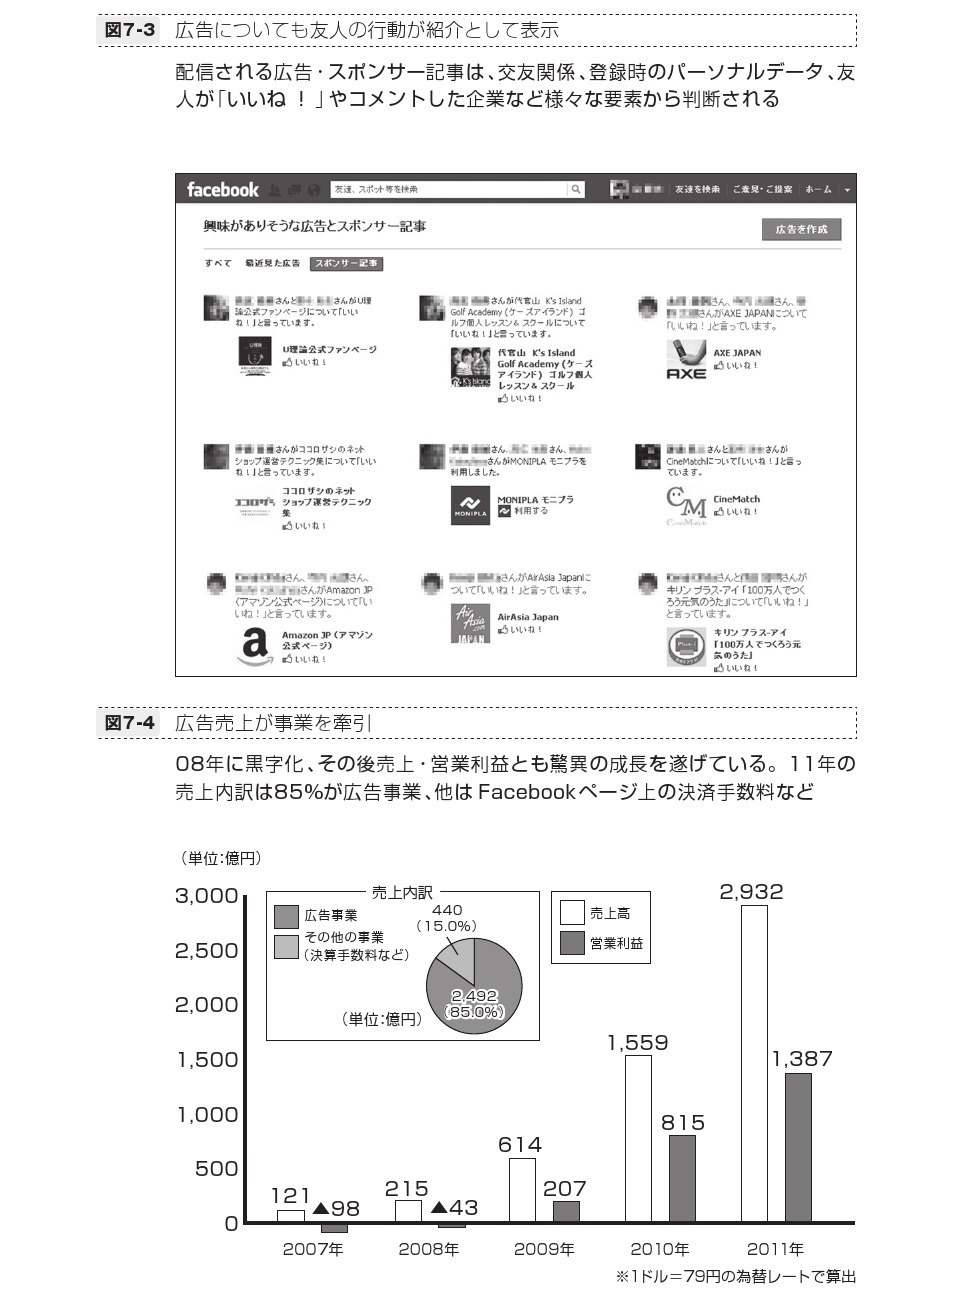 図7-3 広告についても友人の行動が紹介として表示
配信される広告・スポンサー記事は、交友関係、登録時のパーソナルデータ、友
人が「いいね ！」やコメントした企業など様々な要素から判断される
facebook 友達、スポット等を検索 友達を検索 ご意見・ご提案 ホーム
興味がありそうな広告とスポンサー記事 広告を作成
すべて 最近見た広告 スポンサー記事
さんと さんがU理
論公式ファンページについて「いい
ね！」と言っています。
U理論公式ファンページ
いいね！
さんが代官山 K's Island
Golf Academy (ケーズアイランド) ゴ
ルフ個人レッスン& スクールについて
「いいね！」と言っています。
代官山 K's Island
Golf Academy (ケーズ
アイランド) ゴルフ個人
レッスン& スクール
いいね！
さん、 さん、
さんがAXE JAPANについて
「いいね！」と言っています。
AXE
AXE JAPAN
いいね！
さんがココロザシのネット
ショップ運営テクニック集について「いい
ね！」と言っています。
ココロザシのネット
ショップ運営テクニック
集
いいね！
さん、 さん、
さんがMONIPLA モニプラを
利用しました。
MONIPLA
MONIPLA モニプラ
利用する
さんと さんが
CineMatchについて「いいね！」と言っ
ています。
CM
CineMatch
CineMatch
いいね！
さん、 さん、
さんがAmazon JP
(アマゾン公式ページ)について「い
いね！」と言っています。
a
Amazon JP (アマゾン
公式ページ)
いいね！
さんがAirAsia Japanに
ついて「いいね！」と言っています。
Air
Asia
.com
JAPAN
AirAsia Japan
いいね！
さんと さんが
キリン プラス-アイ 「100万人でつく
ろう元気のうた」について「いいね！」
と言っています。
キリン プラス-アイ
「100万人でつくろう元
気のうた」
いいね！
図7-4 広告売上が事業を牽引
08年に黒字化、その後売上・営業利益とも驚異の成長を遂げている。11年の
売上内訳は85%が広告事業、他は Facebookページ上の決済手数料など
（単位：億円）
3,000
2,500
2,000
1,500
1,000
500
0
売上内訳
広告事業
その他の事業
（決算手数料など）
440
（15.0%）
2,492
（85.0%）
（単位：億円）
売上高
営業利益
121 ▲98
215 ▲43
614 207
1,559 815
2,932 1,387
2007年 2008年 2009年 2010年 2011年
※1ドル＝79円の為替レートで算出